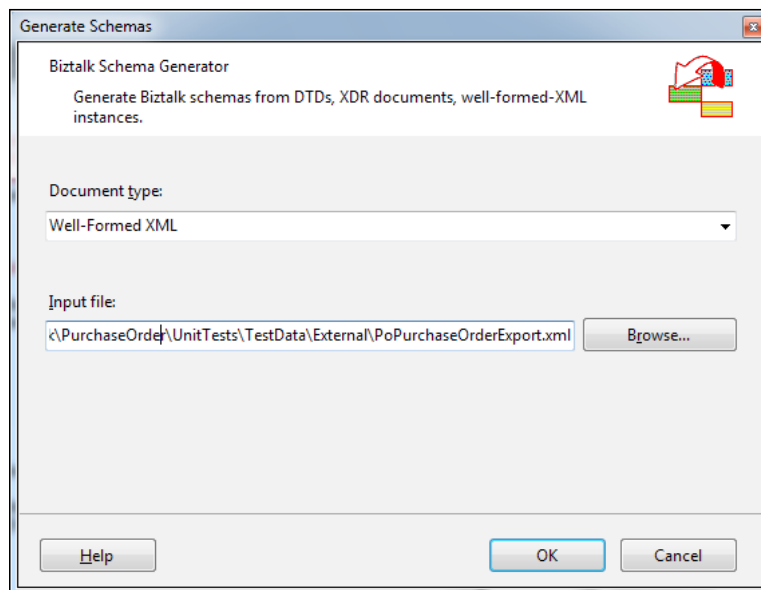 Generate Schemas
Biztalk Schema Generator
Generate Biztalk schemas from DTDs, XDR documents, well-formed-XML
instances.
Document type:
Well-Formed XML
Input file:
\PurchaseOrder\UnitTests\TestData\External\PoPurchaseOrderExport.xml
Browse...
Help
OK
Cancel